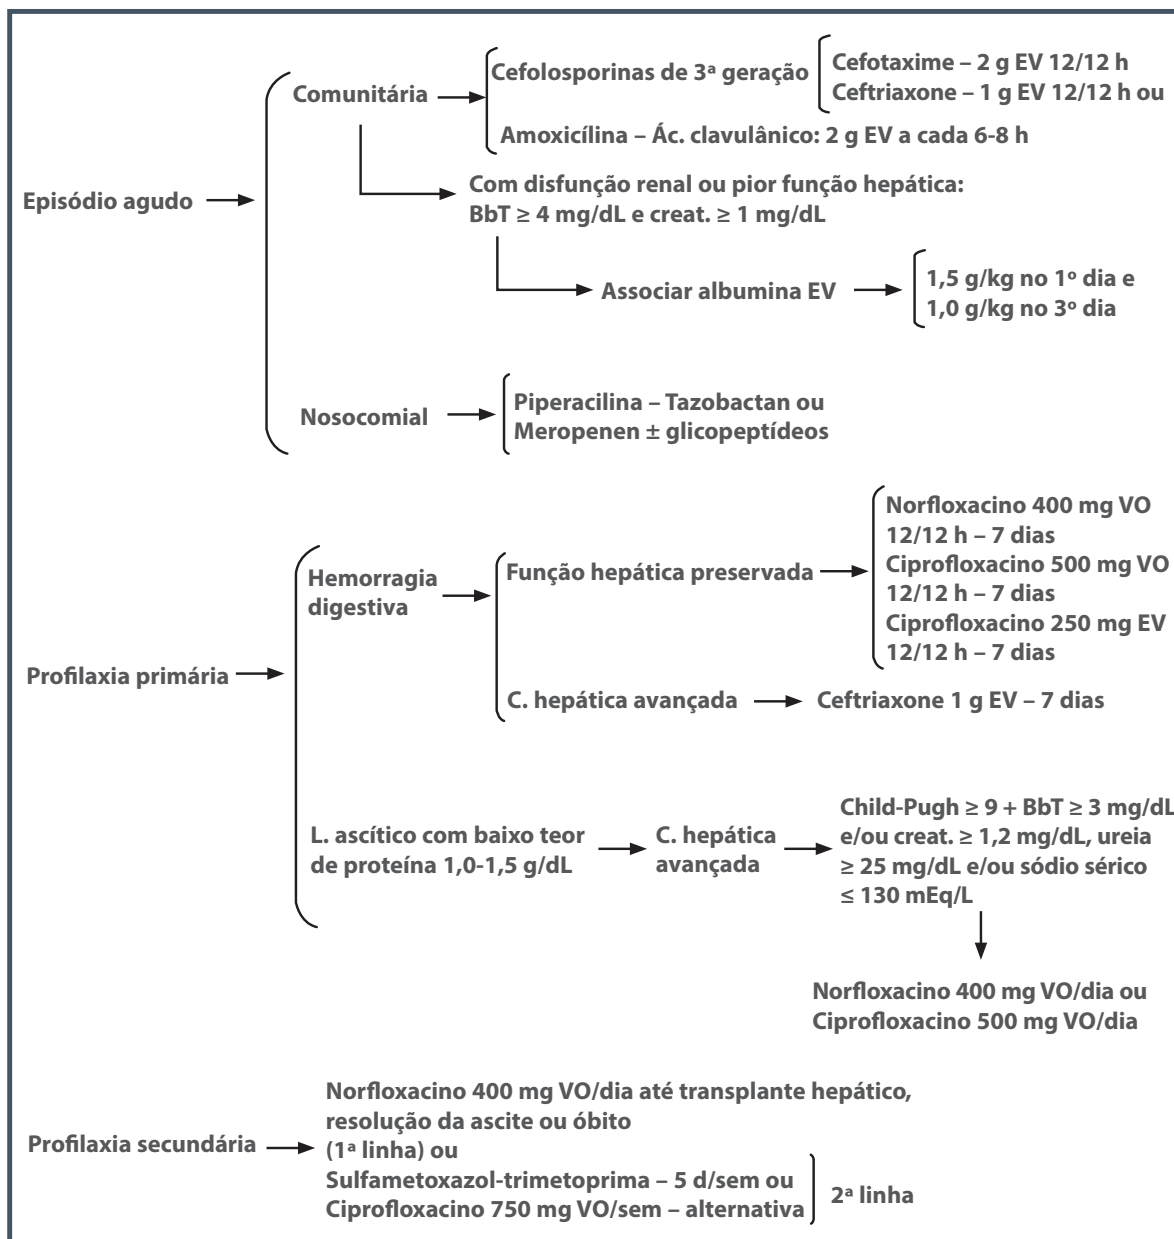 Episódio agudo
Comunitária
Cefolosporinas de 3ª geração
Cefotaxime – 2 g EV 12/12 h
Ceftriaxone – 1 g EV 12/12 h ou
Amoxicílina – Ác. clavulânico: 2 g EV a cada 6-8 h
Com disfunção renal ou pior função hepática:
BbT ≥ 4 mg/dL e creat. ≥ 1 mg/dL
Associar albumina EV
1,5 g/kg no 1º dia e
1,0 g/kg no 3º dia
Nosocomial
Piperacilina – Tazobactan ou
Meropenen ± glicopeptídeos
Profilaxia primária
Hemorragia
digestiva
Função hepática preservada
Norfloxacino 400 mg VO
12/12 h – 7 dias
Ciprofloxacino 500 mg VO
12/12 h – 7 dias
Ciprofloxacino 250 mg EV
12/12 h – 7 dias
C. hepática avançada
Ceftriaxone 1 g EV – 7 dias
L. ascítico com baixo teor
de proteína 1,0-1,5 g/dL
C. hepática
avançada
Child-Pugh ≥ 9 + BbT ≥ 3 mg/dL
e/ou creat. ≥ 1,2 mg/dL, ureia
≥ 25 mg/dL e/ou sódio sérico
≤ 130 mEq/L
Norfloxacino 400 mg VO/dia ou
Ciprofloxacino 500 mg VO/dia
Profilaxia secundária
Norfloxacino 400 mg VO/dia até transplante hepático,
resolução da ascite ou óbito
(1ª linha) ou
Sulfametoxazol-trimetoprima – 5 d/sem ou
Ciprofloxacino 750 mg VO/sem – alternativa
2ª linha